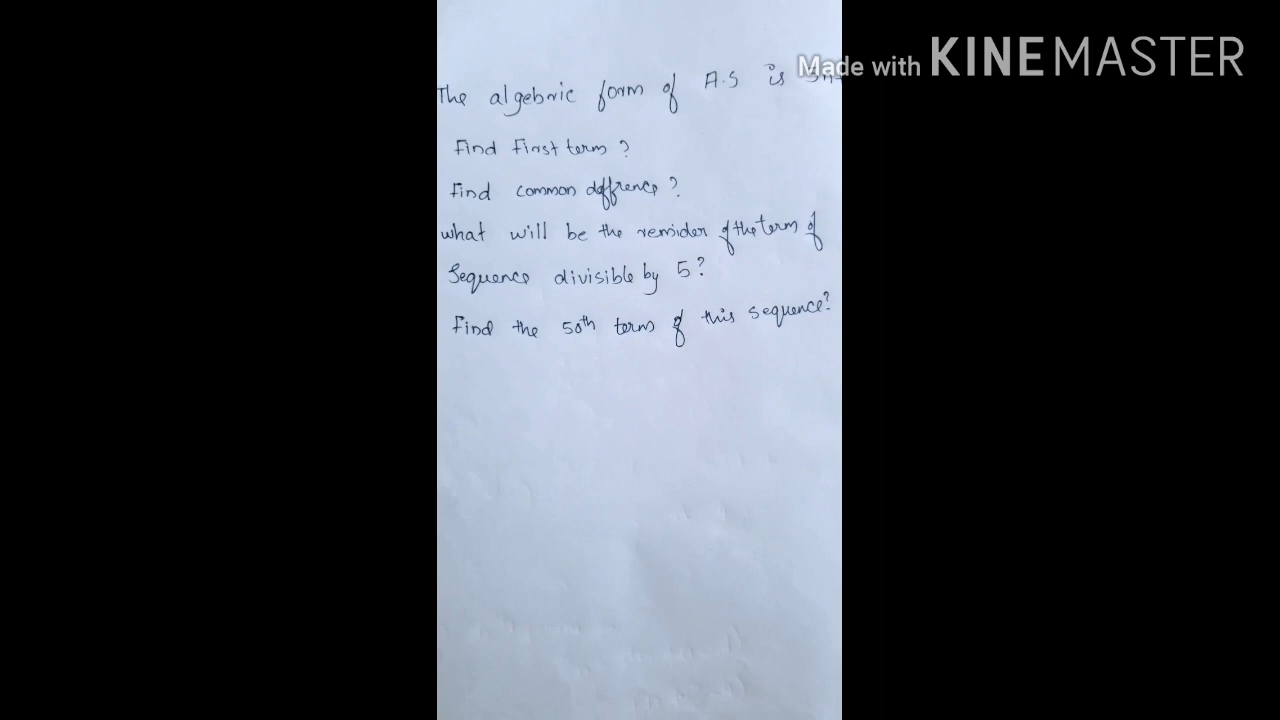 Made with KINEMASTER
The algebric form of A.S is
Find First term ?
Find common diffrence ?
what will be the remider of the term of
Sequence divisible by 5?
Find the 50th term of this sequence?